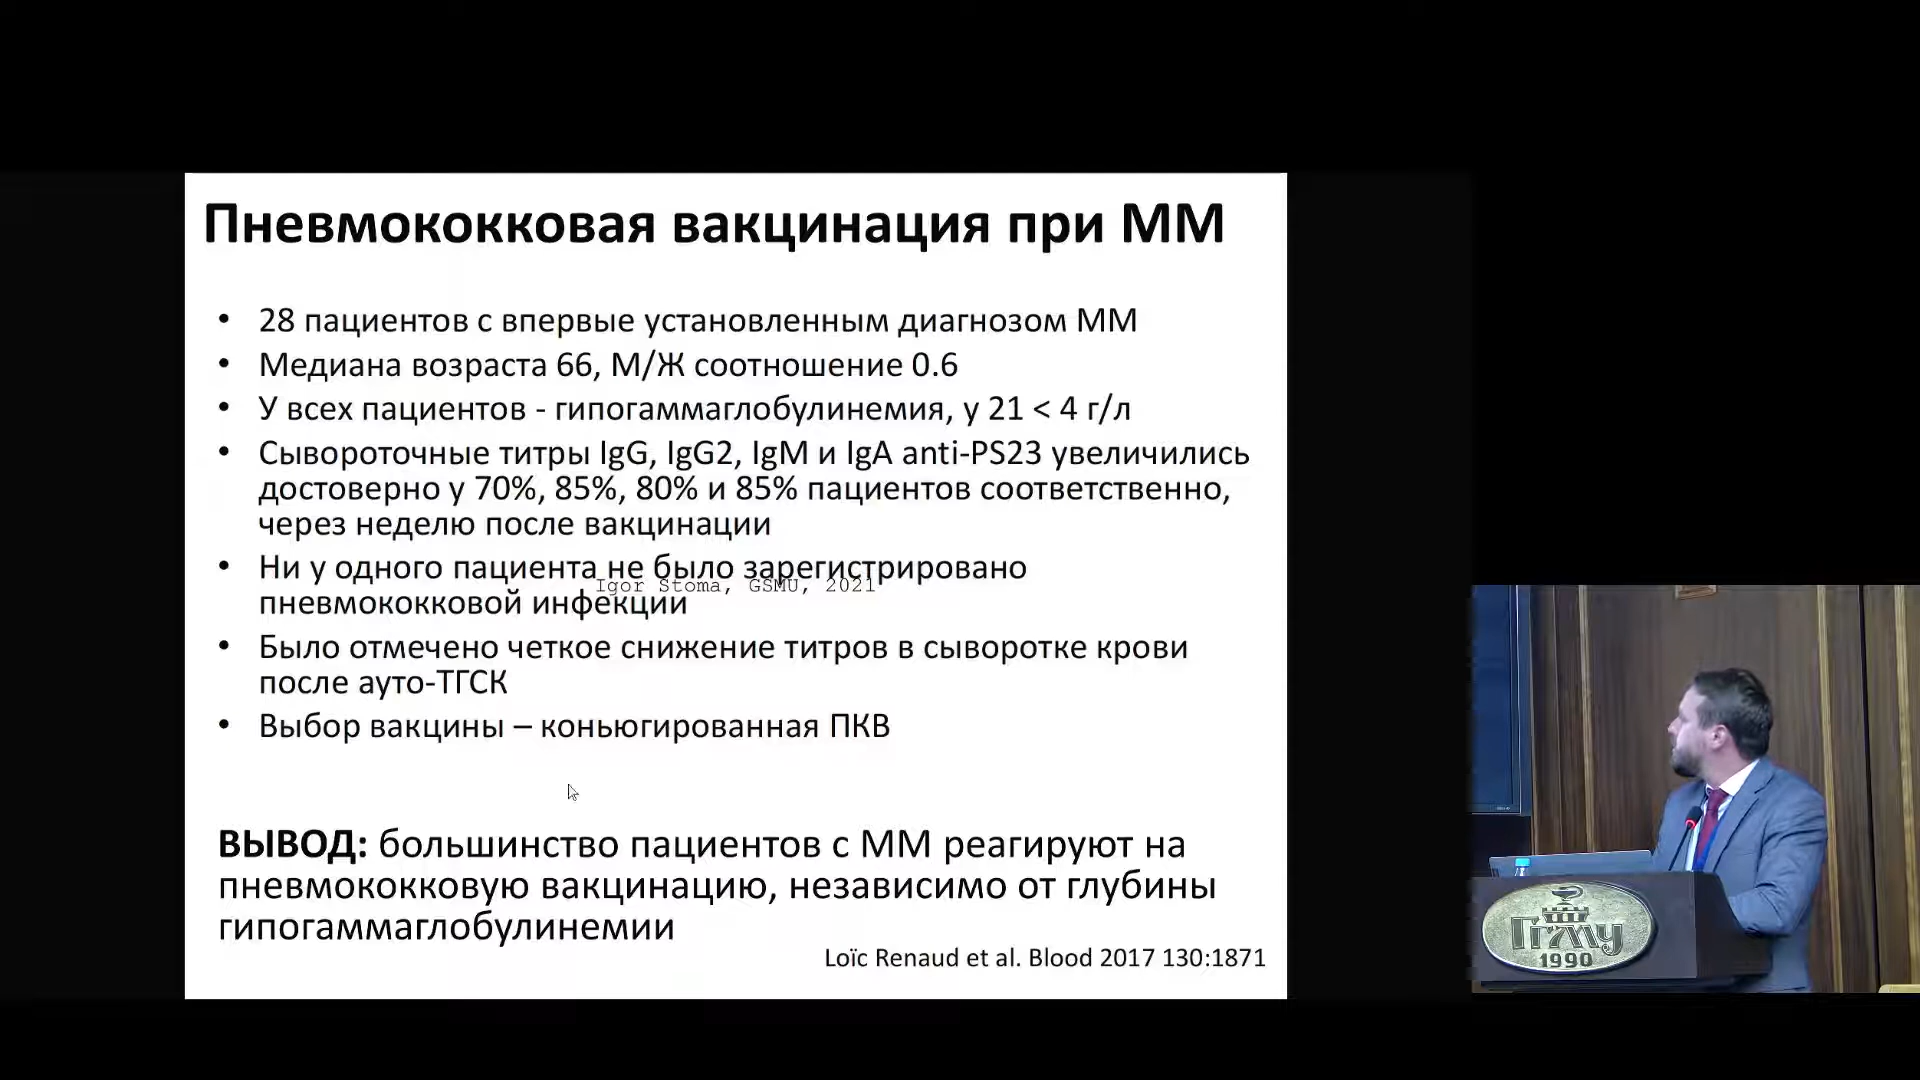 Пневмококковая вакцинация при ММ
• 28 пациентов с впервые установленным диагнозом ММ
• Медиана возраста 66, М/Ж соотношение 0.6
• У всех пациентов - гипогаммаглобулинемия, у 21 < 4 г/л
• Сывороточные титры IgG, IgG2, IgM и IgA anti-PS23 увеличились
достоверно у 70%, 85%, 80% и 85% пациентов соответственно,
через неделю после вакцинации
• Ни у одного пациента не было зарегистрировано
Igor Stoma, GSMU, 2021
пневмококковой инфекции
• Было отмечено четкое снижение титров в сыворотке крови
после ауто-ТГСК
• Выбор вакцины – коньюгированная ПКВ
ВЫВОД: большинство пациентов с ММ реагируют на
пневмококковую вакцинацию, независимо от глубины
гипогаммаглобулинемии
Loïc Renaud et al. Blood 2017 130:1871
ГГМУ
1990